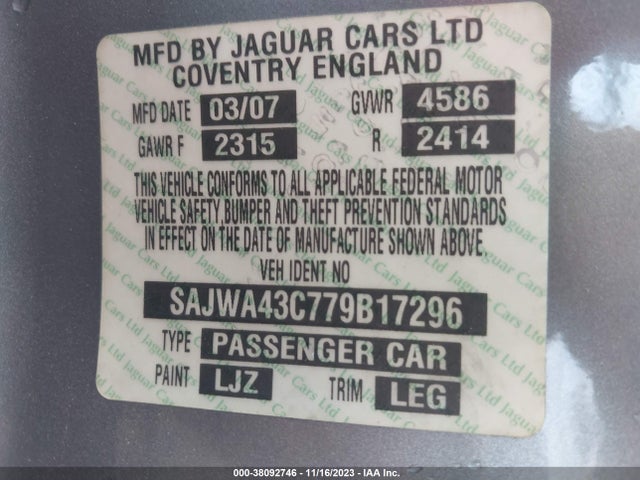 MFD BY JAGUAR CARS LTD
COVENTRY ENGLAND
MFD DATE 03/07 GVWR 4586
GAWR F 2315 R 2414
THIS VEHICLE CONFORMS TO ALL APPLICABLE FEDERAL MOTOR
VEHICLE SAFETY, BUMPER AND THEFT PREVENTION STANDARDS
IN EFFECT ON THE DATE OF MANUFACTURE SHOWN ABOVE.
VEH IDENT NO
SAJWA43C779B17296
TYPE PASSENGER CAR
PAINT LJZ TRIM LEG
000-38092746 - 11/16/2023 - IAA Inc.